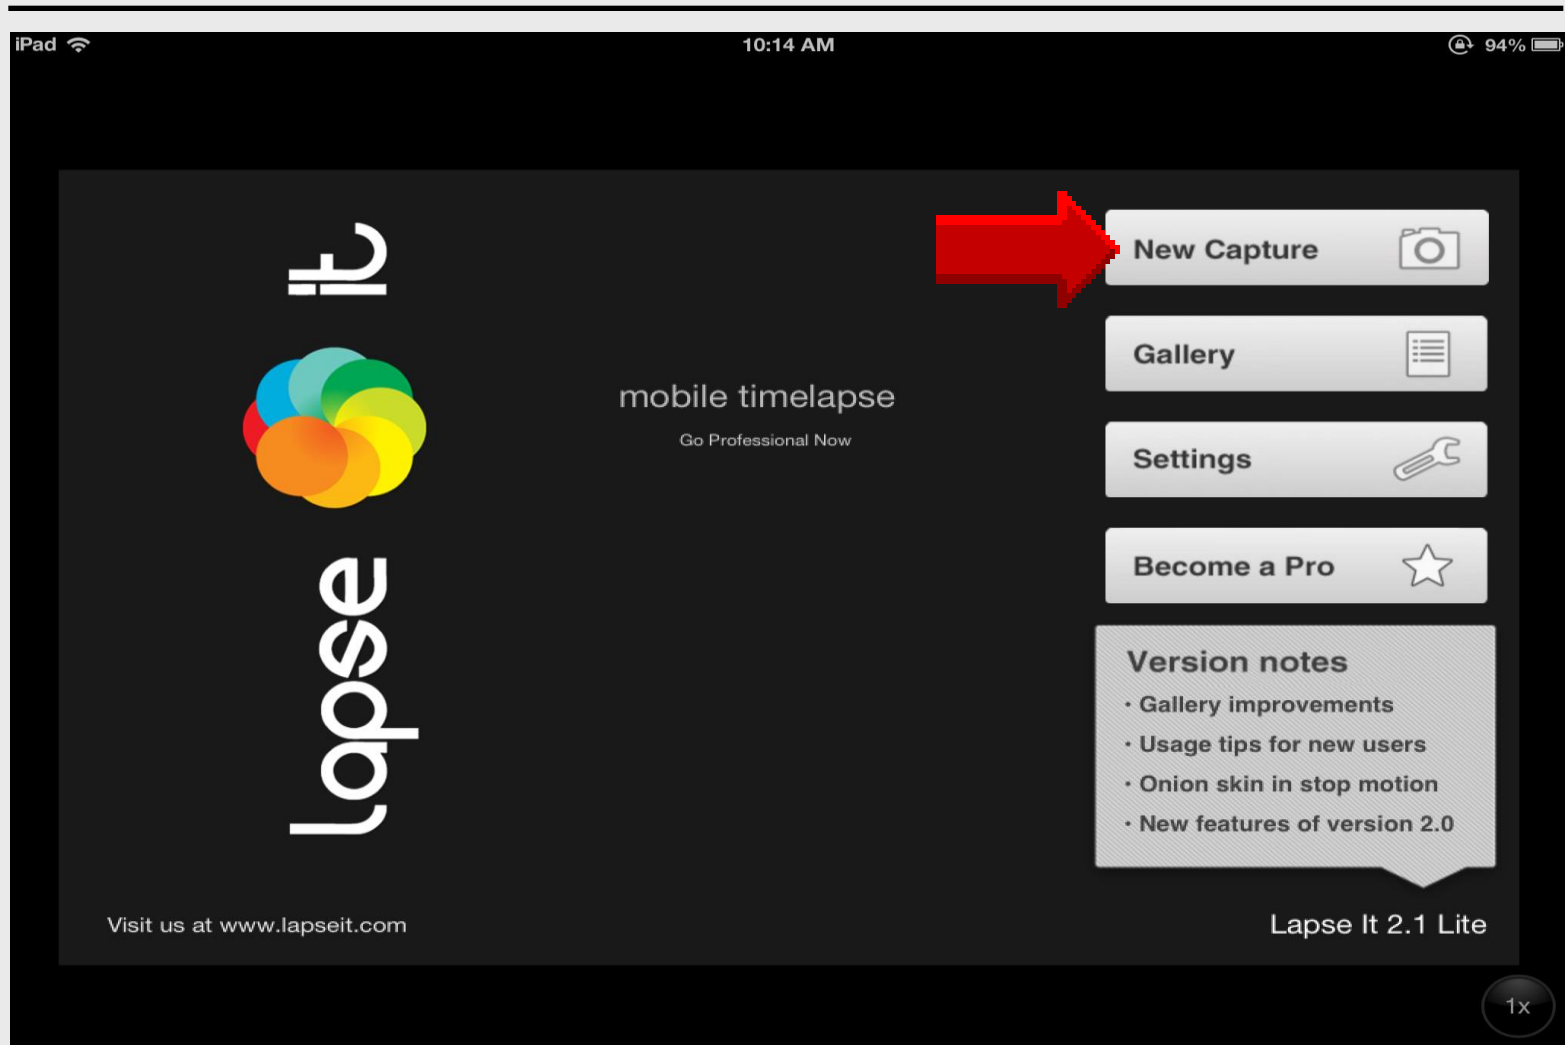 iPad 10:14 AM 94%
lapse it
mobile timelapse
Go Professional Now
New Capture
Gallery
Settings
Become a Pro
Version notes
· Gallery improvements
· Usage tips for new users
· Onion skin in stop motion
· New features of version 2.0
Visit us at www.lapseit.com
Lapse It 2.1 Lite
1x